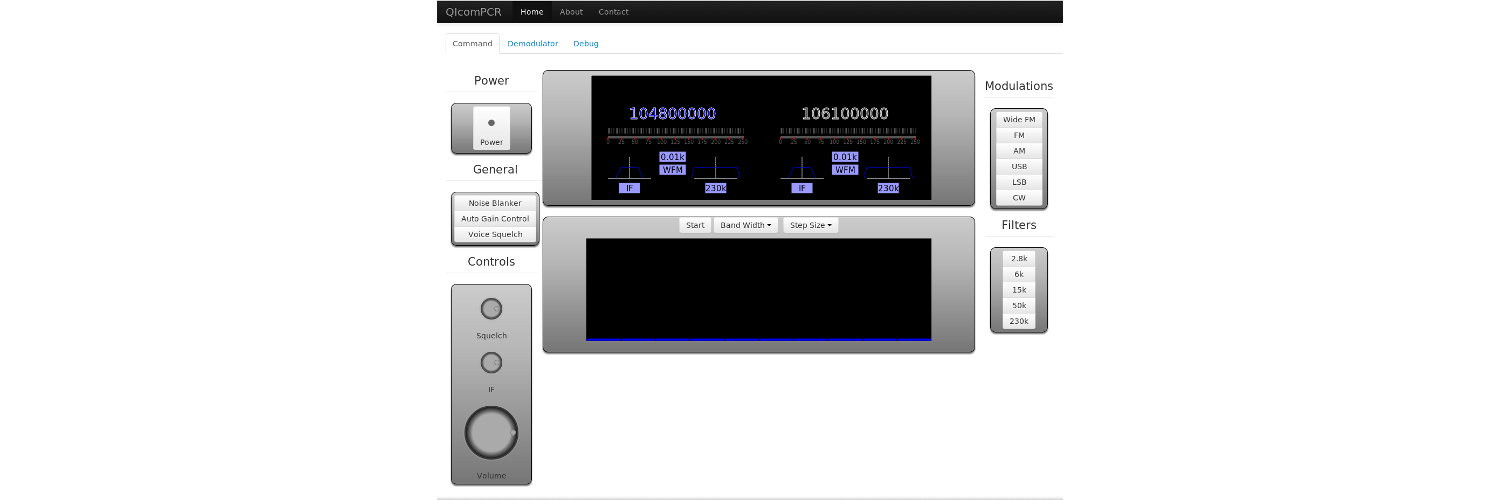 QIcomPCR Home About Contact
Command Demodulator Debug
Power
Power
General
Noise Blanker
Auto Gain Control
Voice Squelch
Controls
Squelch
IF
Volume
104800000 106100000
0 25 50 75 100 125 150 175 200 225 250 0 25 50 75 100 125 150 175 200 225 250
0.01k 0.01k
WFM WFM
IF 230k IF 230k
Start Band Width Step Size
Modulations
Wide FM
FM
AM
USB
LSB
CW
Filters
2.8k
6k
15k
50k
230k